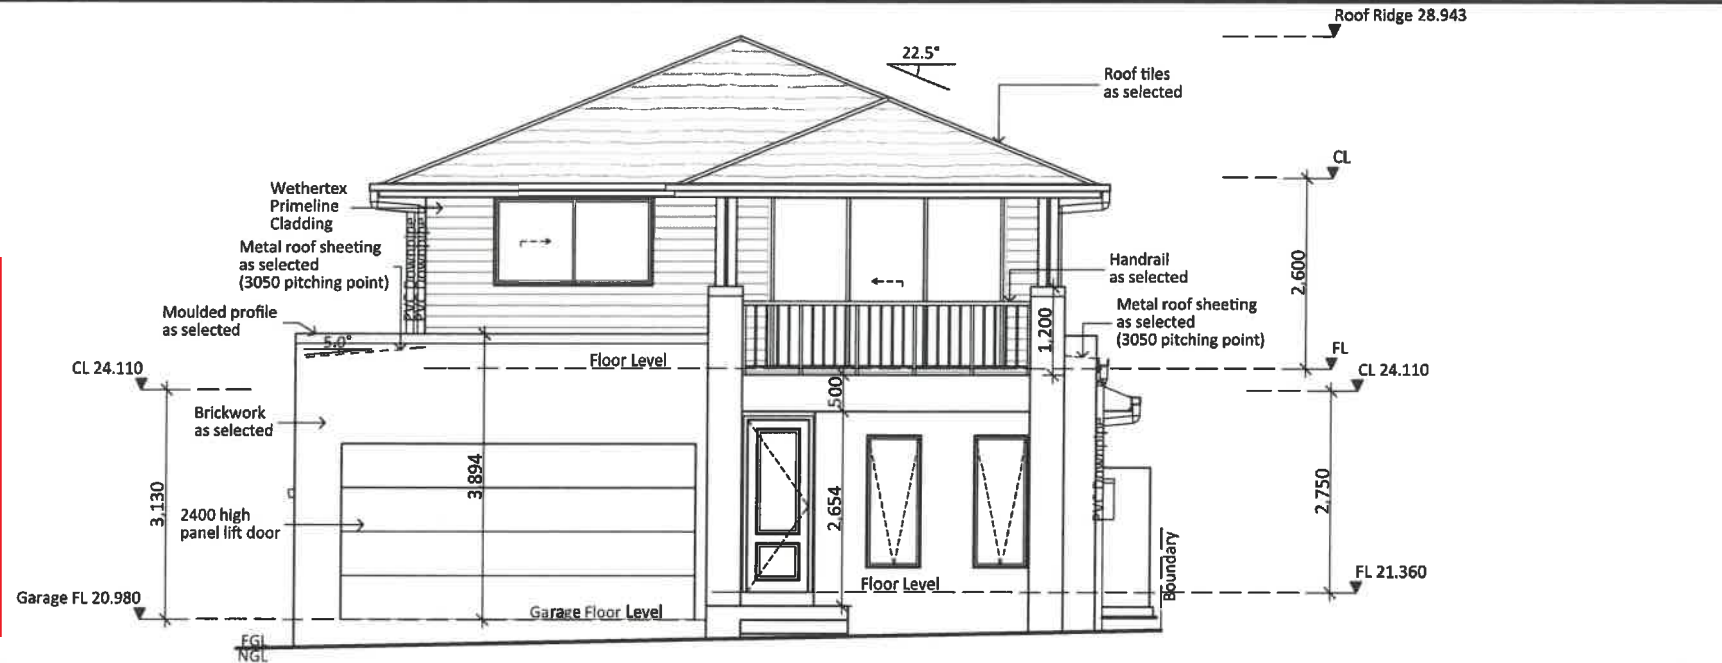 Roof Ridge 28.943
22.5°
Roof tiles
as selected
CL
Wethertex
Primeline
Cladding
Metal roof sheeting
as selected
(3050 pitching point)
Moulded profile
as selected
5.0°
Handrail
as selected
2,600
Metal roof sheeting
as selected
(3050 pitching point)
1,200
Floor Level
FL
CL 24.110
CL 24.110
500
Brickwork
as selected
3,894
3,130
2400 high
panel lift door
2,654
2,750
Boundary
Floor Level
FL 21.360
Garage FL 20.980
Garage Floor Level
FGL
NGL